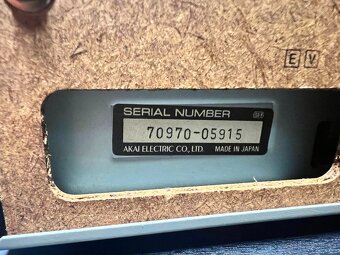 E V
SERIAL NUMBER
70970-05915
AKAI ELECTRIC CO., LTD. MADE IN JAPAN